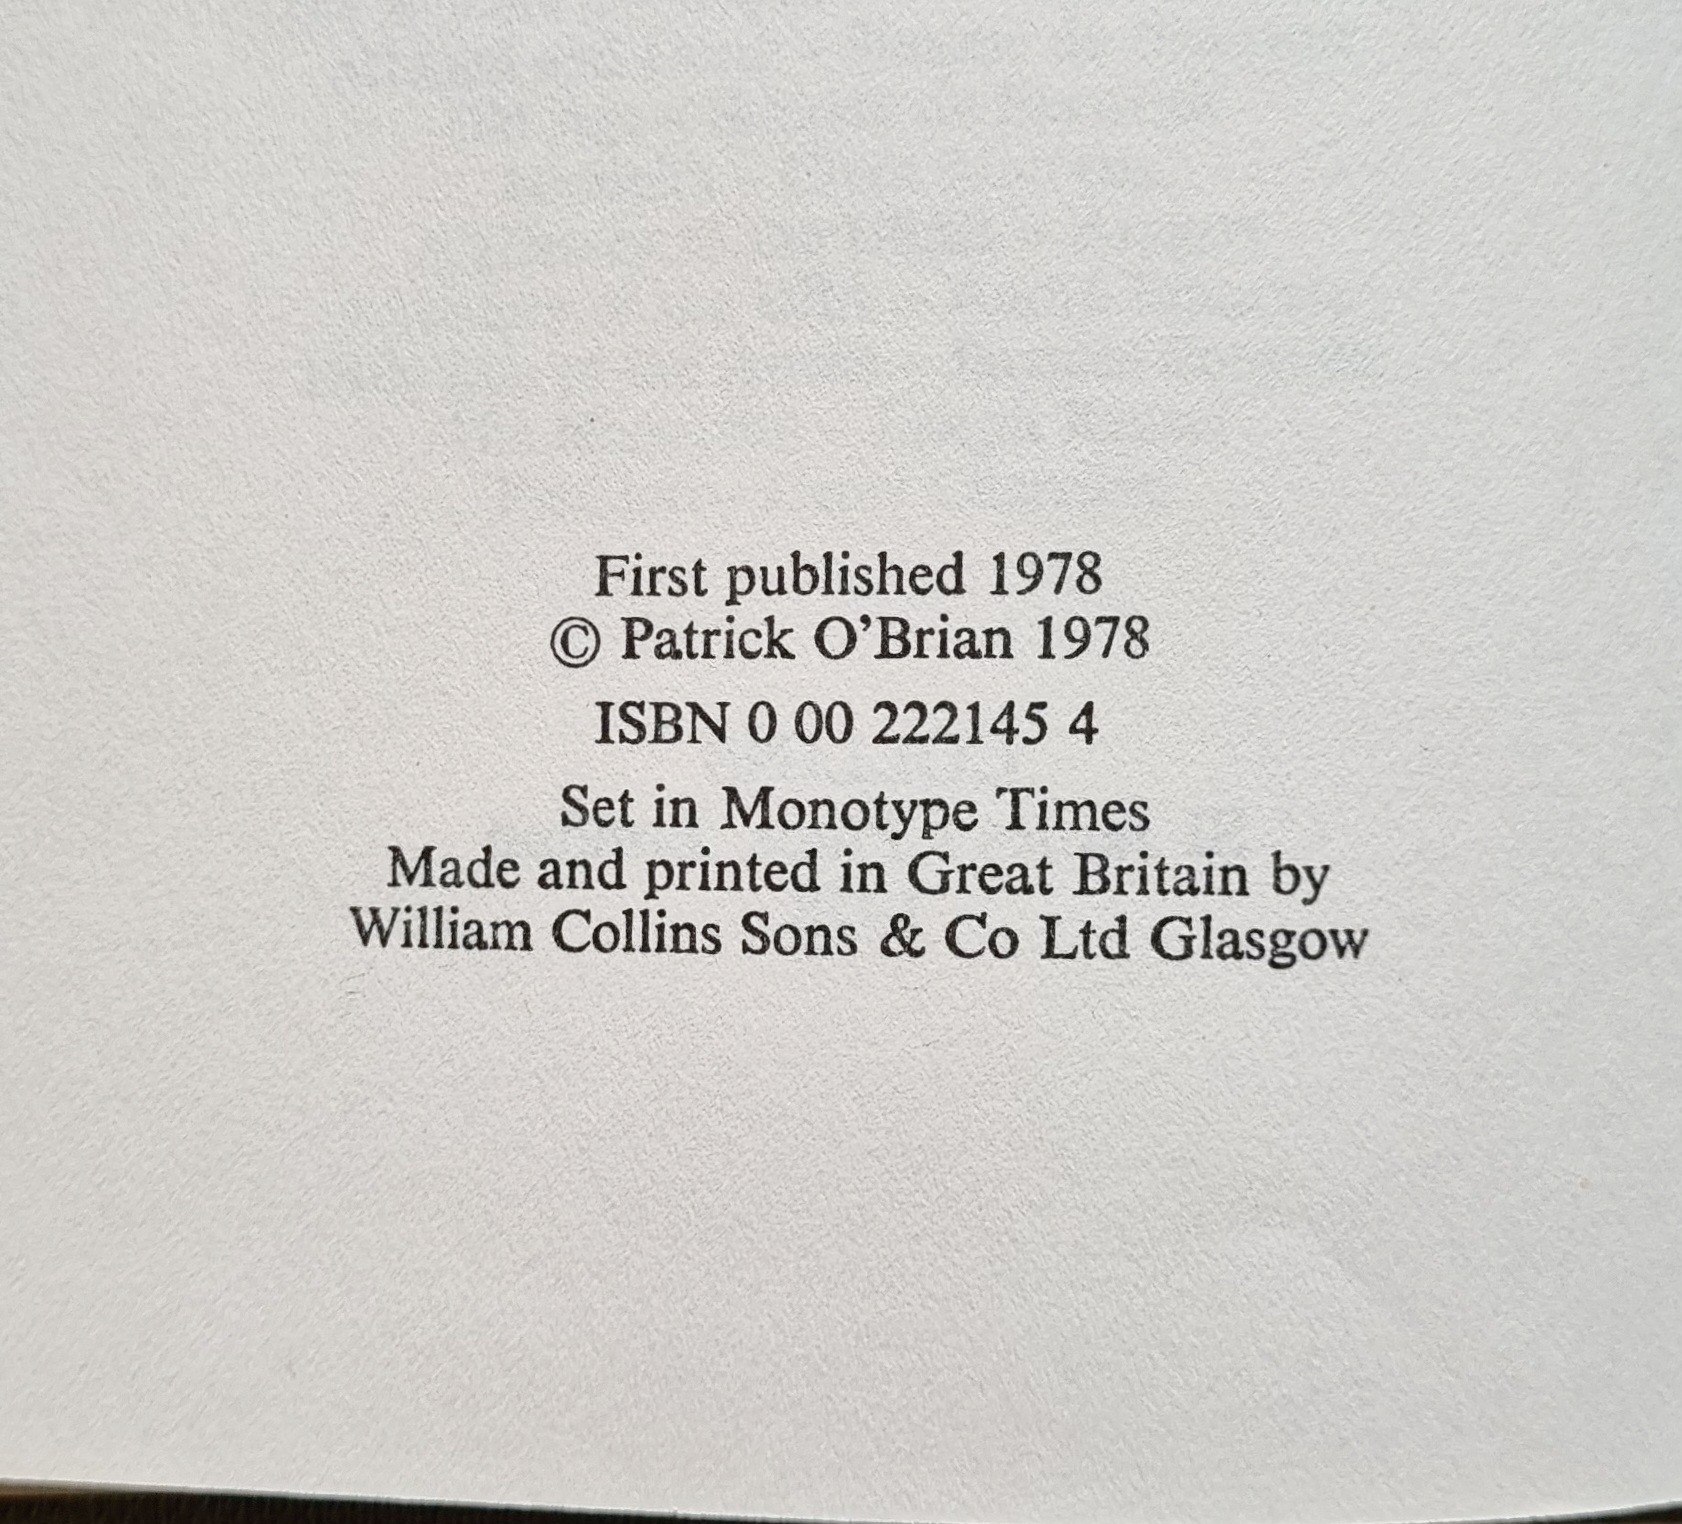 First published 1978
© Patrick O'Brian 1978
ISBN 0 00 222145 4
Set in Monotype Times
Made and printed in Great Britain by
William Collins Sons & Co Ltd Glasgow